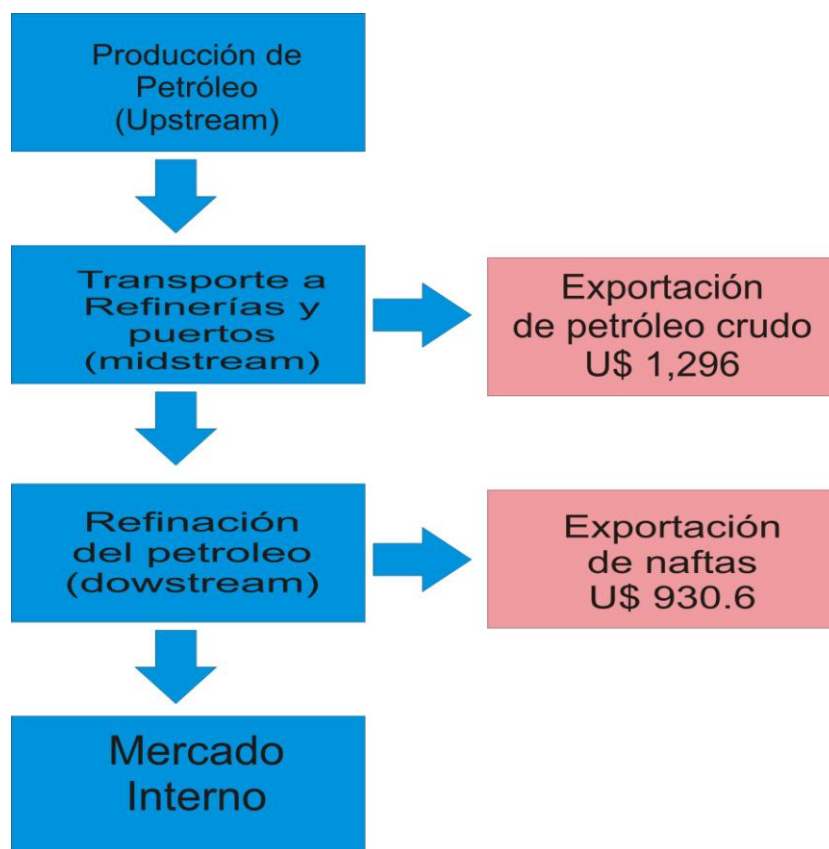 Producción de
Petróleo
(Upstream)
Transporte a
Refinerías y
puertos
(midstream)
Exportación
de petróleo crudo
U$ 1,296
Refinación
del petroleo
(dowstream)
Exportación
de naftas
U$ 930.6
Mercado
Interno